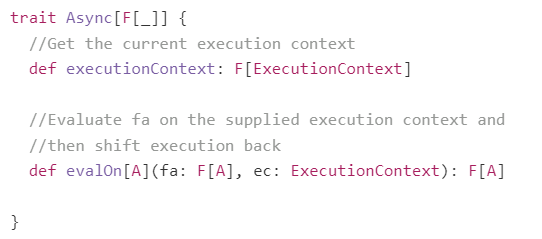 trait Async[F[_]] {
  //Get the current execution context
  def executionContext: F[ExecutionContext]

  //Evaluate fa on the supplied execution context and
  //then shift execution back
  def evalOn[A](fa: F[A], ec: ExecutionContext): F[A]

}